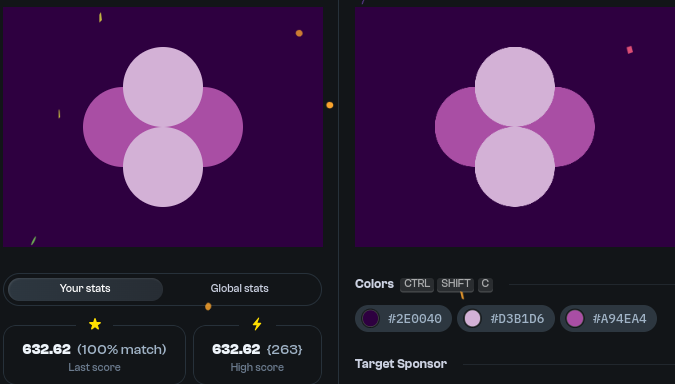 Your stats
Global stats
632.62 (100% match)
Last score
632.62 {263}
High score
Colors CTRL SHIFT C
#2E0040 #D3B1D6 #A94EA4
Target Sponsor